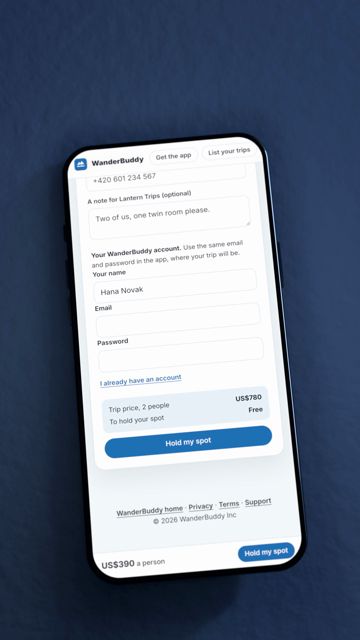 WanderBuddy
Get the app
List your trips
+420 601 234 567
A note for Lantern Trips (optional)
Two of us, one twin room please.
Your WanderBuddy account. Use the same email
and password in the app, where your trip will be.
Your name
Hana Novak
Email
Password
I already have an account
Trip price, 2 people US$780
To hold your spot Free
Hold my spot
WanderBuddy home · Privacy · Terms · Support
© 2026 WanderBuddy Inc
US$390 a person
Hold my spot